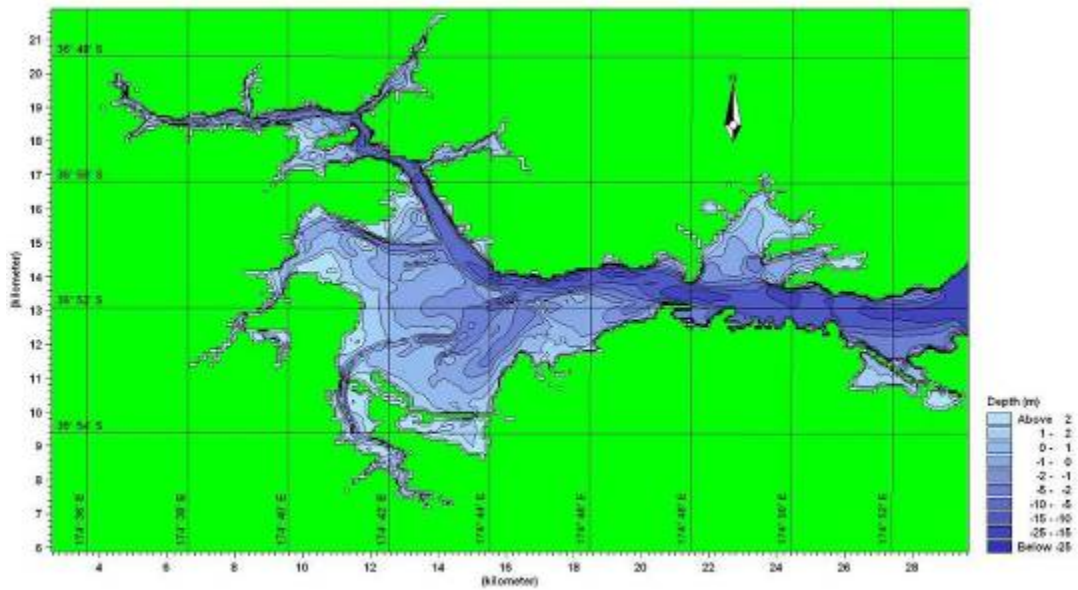 21
20
19
18
17
16
15
14
13
12
11
10
9
8
7
6
(kilometer)
36° 48' S
36° 50' S
36° 52' S
36° 54' S
N
174° 36' E
174° 38' E
174° 40' E
174° 42' E
174° 44' E
174° 46' E
174° 48' E
174° 50' E
174° 52' E
4 6 8 10 12 14 16 18 20 22 24 26 28
(kilometer)
Depth (m)
Above 2
1 - 2
0 - 1
-1 - 0
-2 - -1
-5 - -2
-10 - -5
-15 - -10
-25 - -15
Below -25